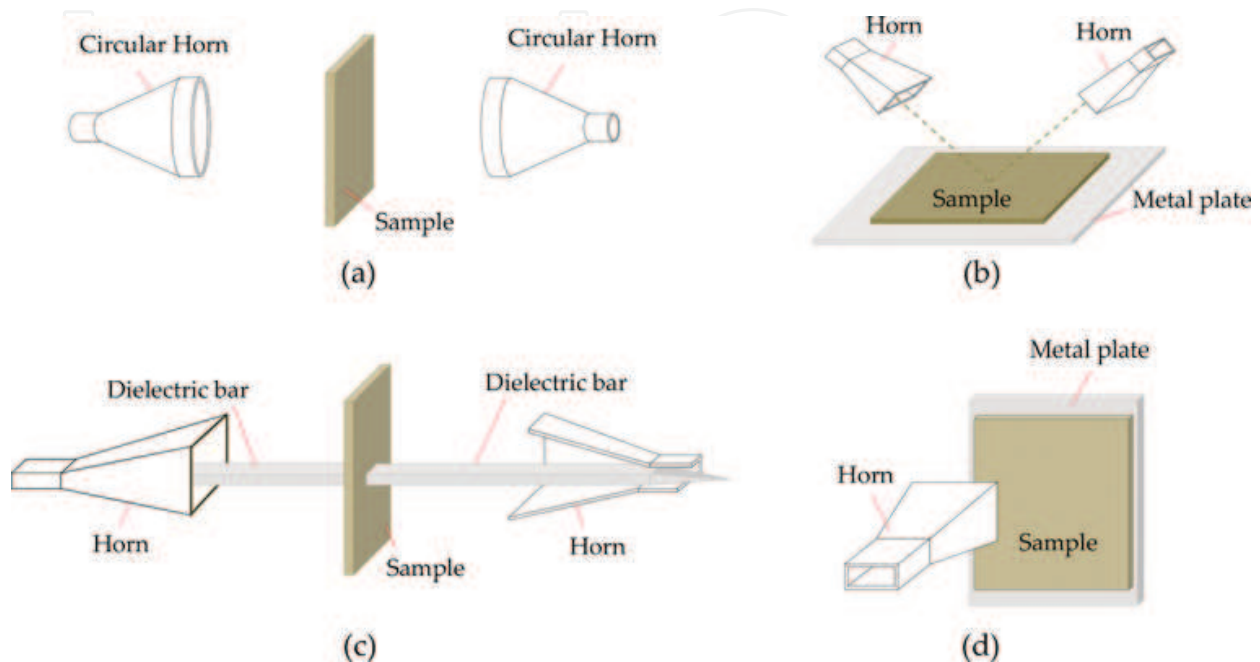 Circular Horn
Circular Horn
Sample
(a)
Horn
Horn
Sample
Metal plate
(b)
Dielectric bar
Dielectric bar
Horn
Sample
Horn
(c)
Metal plate
Horn
Sample
(d)